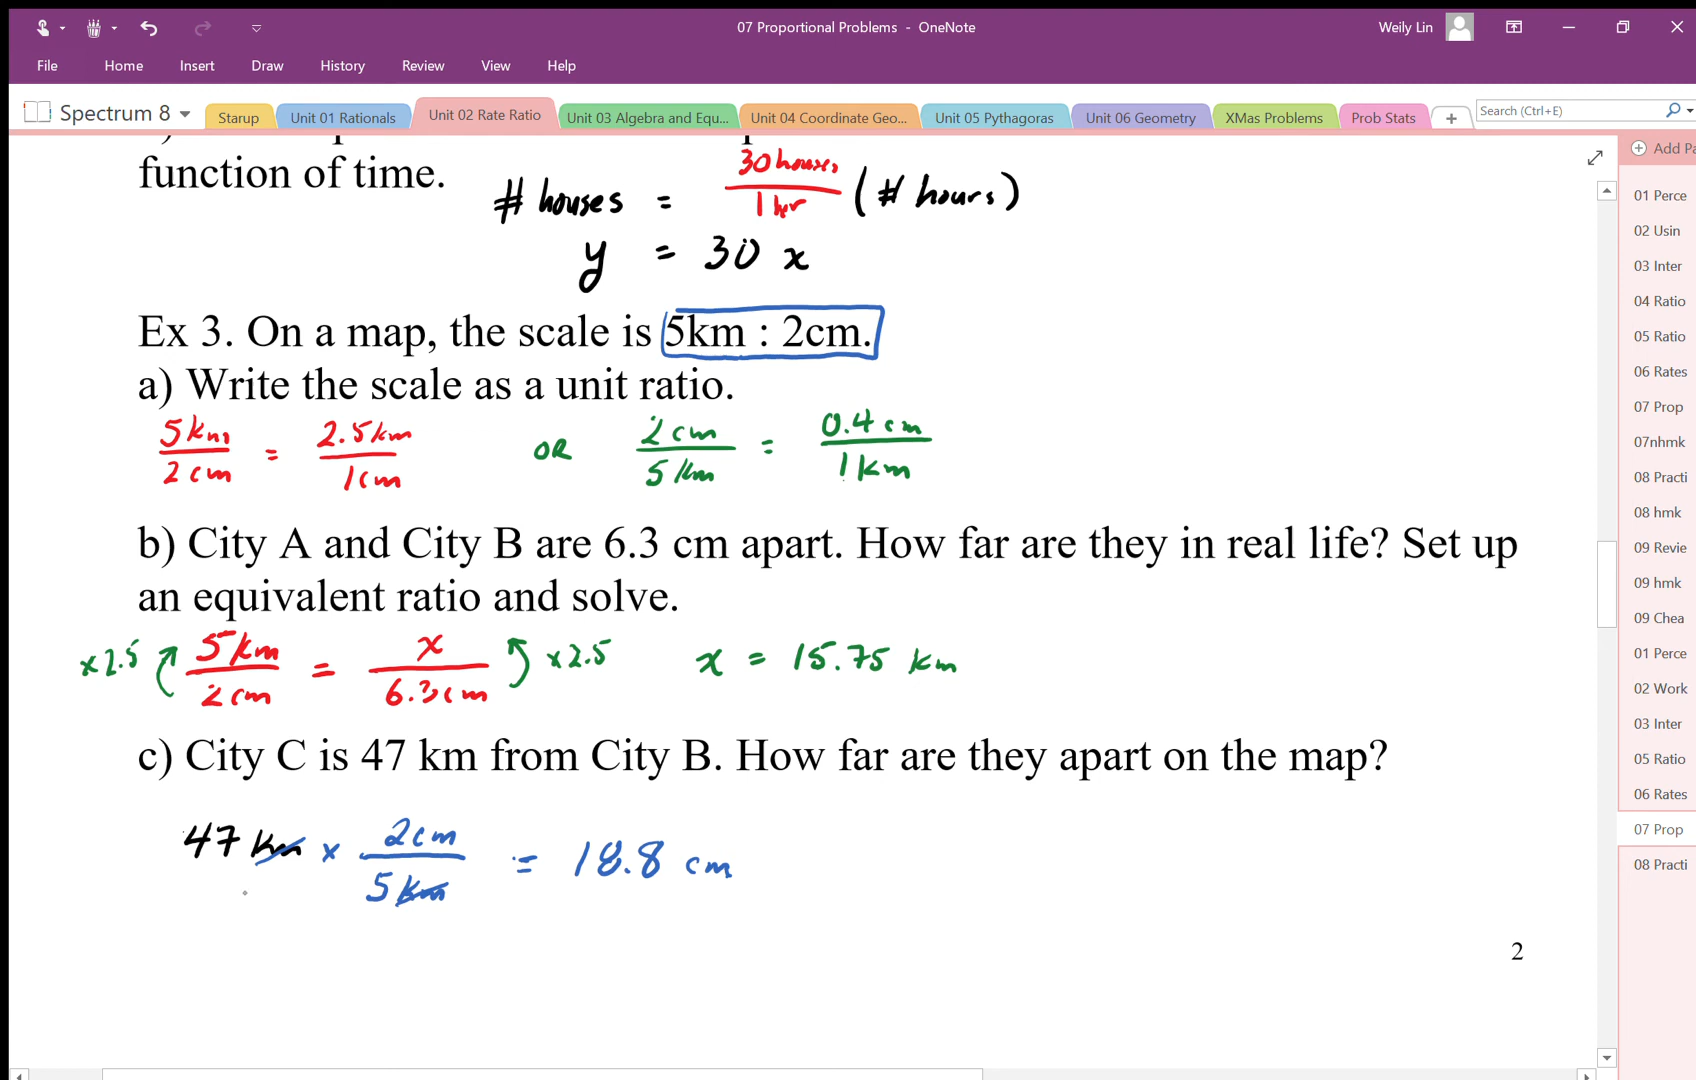 07 Proportional Problems - OneNote
Weily Lin
File Home Insert Draw History Review View Help
Spectrum 8 Starup Unit 01 Rationals Unit 02 Rate Ratio Unit 03 Algebra and Equ... Unit 04 Coordinate Geo... Unit 05 Pythagoras Unit 06 Geometry XMas Problems Prob Stats + Search (Ctrl+E)
function of time.
# houses = 30 houses / 1 hr (# hours)
y = 30 x
Ex 3. On a map, the scale is 5km : 2cm.
a) Write the scale as a unit ratio.
5km / 2cm = 2.5km / 1cm OR 2cm / 5km = 0.4cm / 1km
b) City A and City B are 6.3 cm apart. How far are they in real life? Set up
an equivalent ratio and solve.
x2.5 5km / 2cm = x / 6.3cm x2.5 x = 15.75 km
c) City C is 47 km from City B. How far are they apart on the map?
47 km x 2cm / 5km = 18.8 cm
2
Add Pa
01 Perce
02 Usin
03 Inter
04 Ratio
05 Ratio
06 Rates
07 Prop
07nhmk
08 Practi
08 hmk
09 Revie
09 hmk
09 Chea
01 Perce
02 Work
03 Inter
05 Ratio
06 Rates
07 Prop
08 Practi